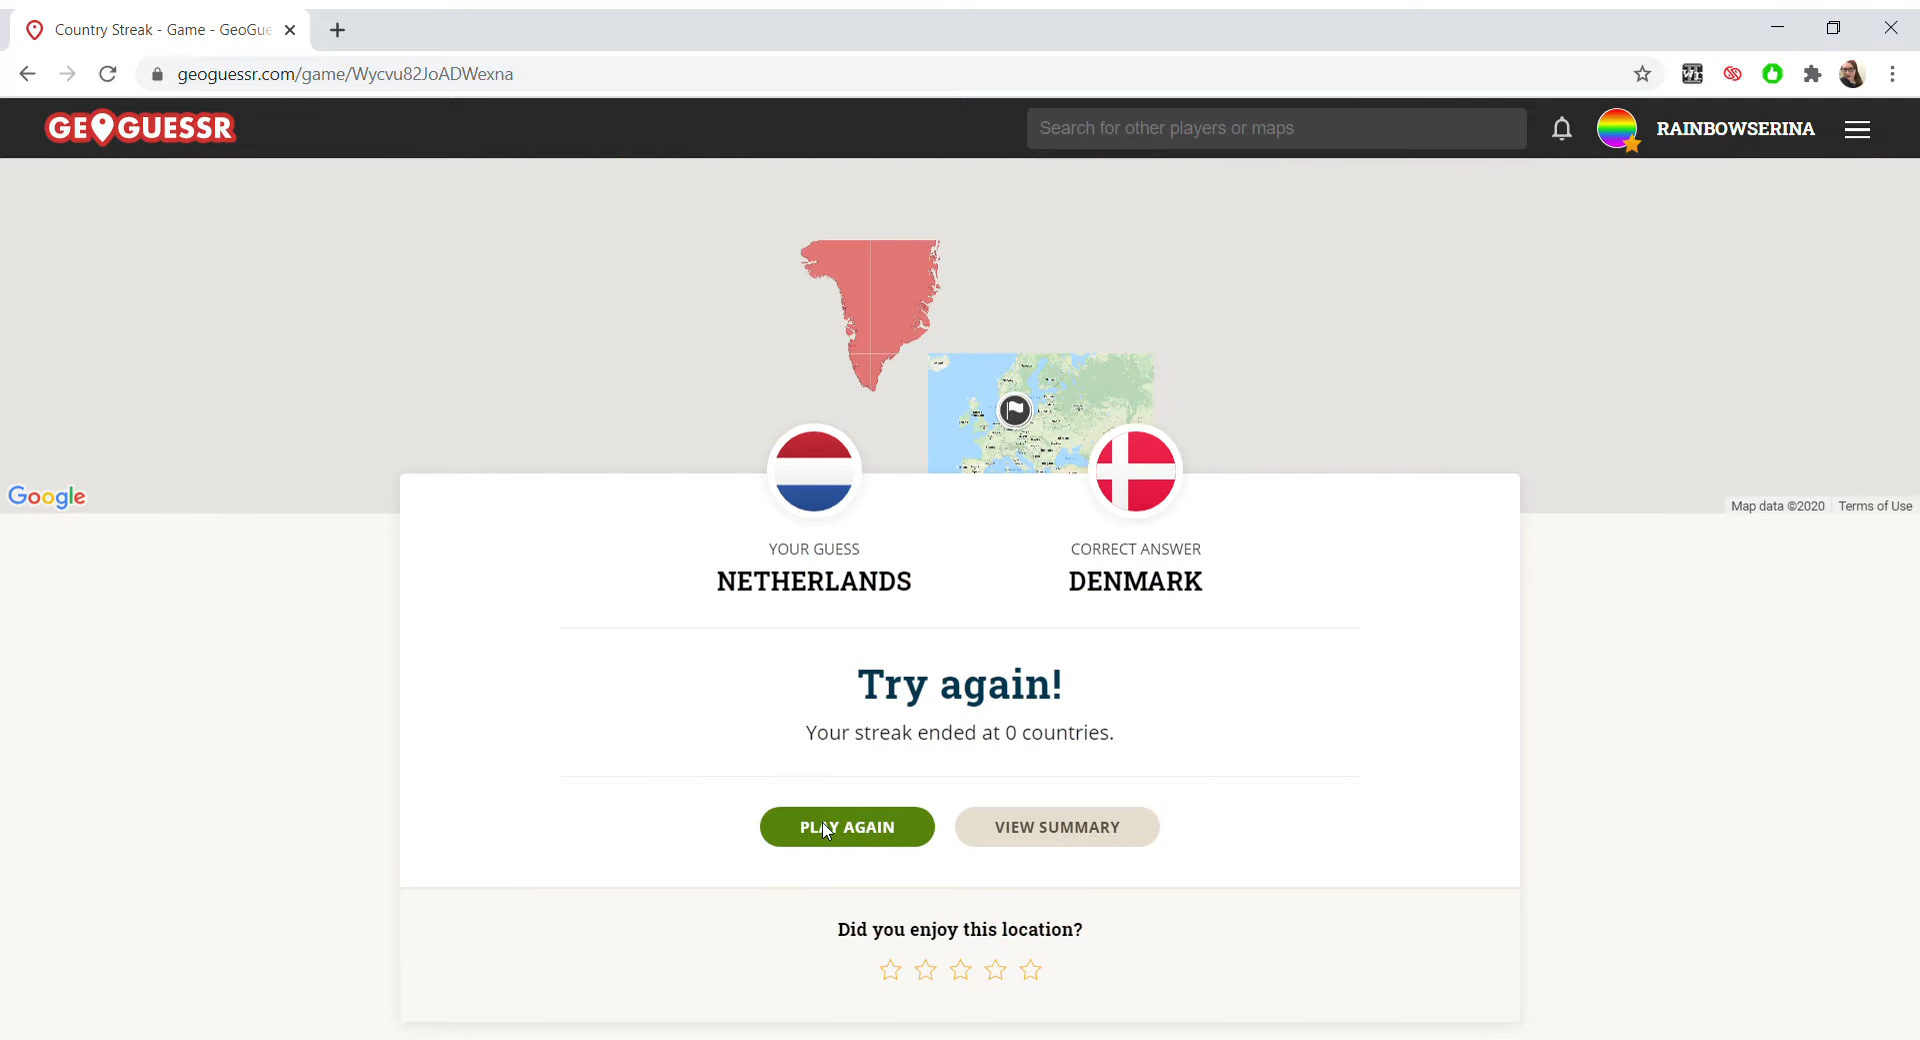 Country Streak - Game - GeoGue
geoguessr.com/game/Wycvu82JoADWexna
GEOGUESSR
Search for other players or maps
RAINBOWSERINA
Google
Map data ©2020
Terms of Use
YOUR GUESS
CORRECT ANSWER
NETHERLANDS
DENMARK
Try again!
Your streak ended at 0 countries.
PLAY AGAIN
VIEW SUMMARY
Did you enjoy this location?